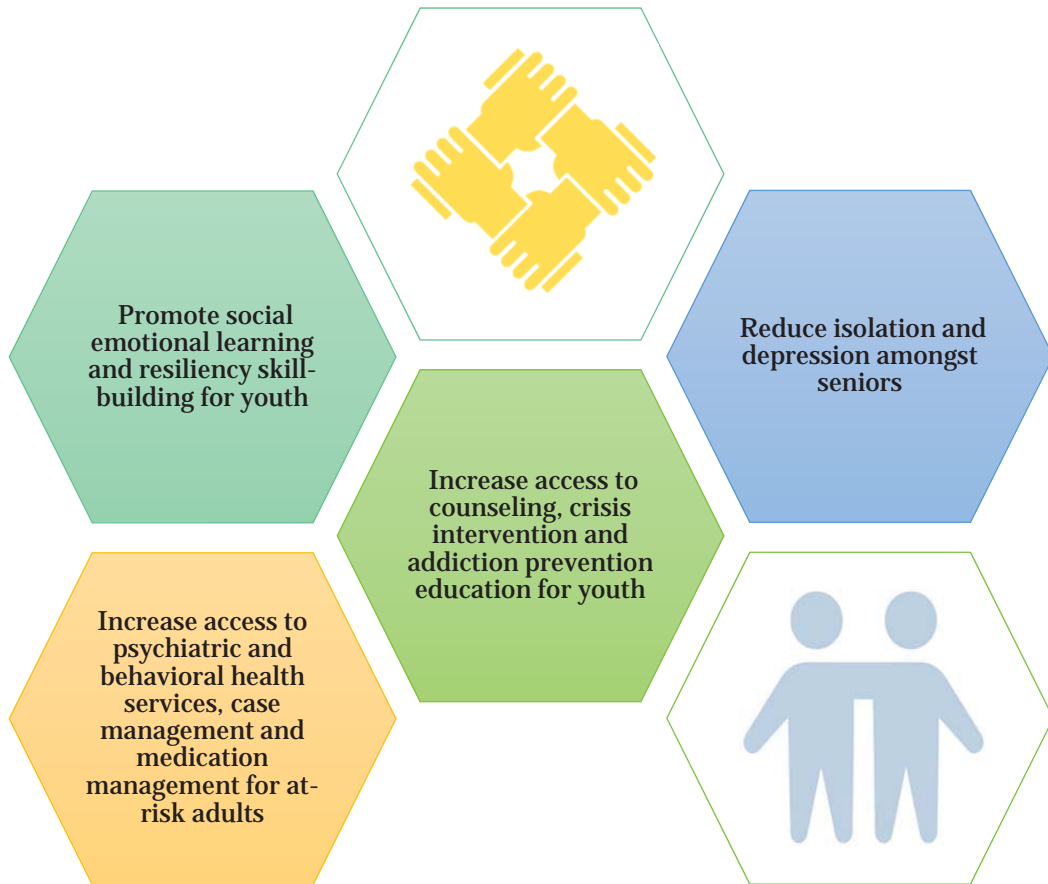 Promote social
emotional learning
and resiliency skill-
building for youth
Reduce isolation and
depression amongst
seniors
Increase access to
counseling, crisis
intervention and
addiction prevention
education for youth
Increase access to
psychiatric and
behavioral health
services, case
management and
medication
management for at-
risk adults